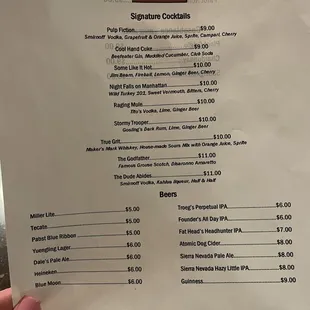 Signature Cocktails
Pulp Fiction $9.00
Smirnoff Vodka, Grapefruit & Orange Juice, Sprite, Campari, Cherry
Cool Hand Cuke $9.00
Beefeater Gin, Muddled Cucumber, Club Soda
Some Like It Hot $10.00
Jim Beam, Fireball, Lemon, Ginger Beer, Cherry
Night Falls on Manhattan $10.00
Wild Turkey 101, Sweet Vermouth, Bitters, Cherry
Raging Mule $10.00
Tito's Vodka, Lime, Ginger Beer
Stormy Trooper $10.00
Gosling's Dark Rum, Lime, Ginger Beer
True Grit $10.00
Maker's Mark Whiskey, House-made Sours Mix with Orange Juice, Sprite
The Godfather $11.00
Famous Grouse Scotch, Disaronno Amaretto
The Dude Abides $11.00
Smirnoff Vodka, Kahlua liqueur, Half & Half
Beers
Miller Lite $5.00
Tecate $5.00
Pabst Blue Ribbon $5.00
Yuengling Lager $6.00
Dale's Pale Ale $6.00
Heineken $6.00
Blue Moon $6.00
Troeg's Perpetual IPA $6.00
Founder's All Day IPA $6.00
Fat Head's Headhunter IPA $7.00
Atomic Dog Cider $8.00
Sierra Nevada Pale Ale $8.00
Sierra Nevada Hazy Little IPA $8.00
Guinness $9.00